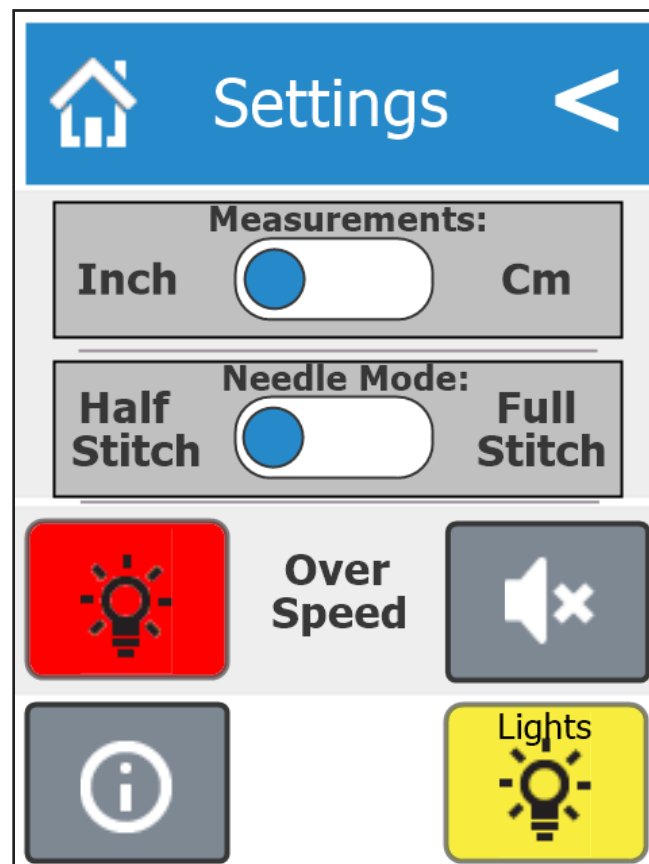 Settings <
Measurements:
Inch Cm
Needle Mode:
Half Full
Stitch Stitch
Over
Speed
Lights